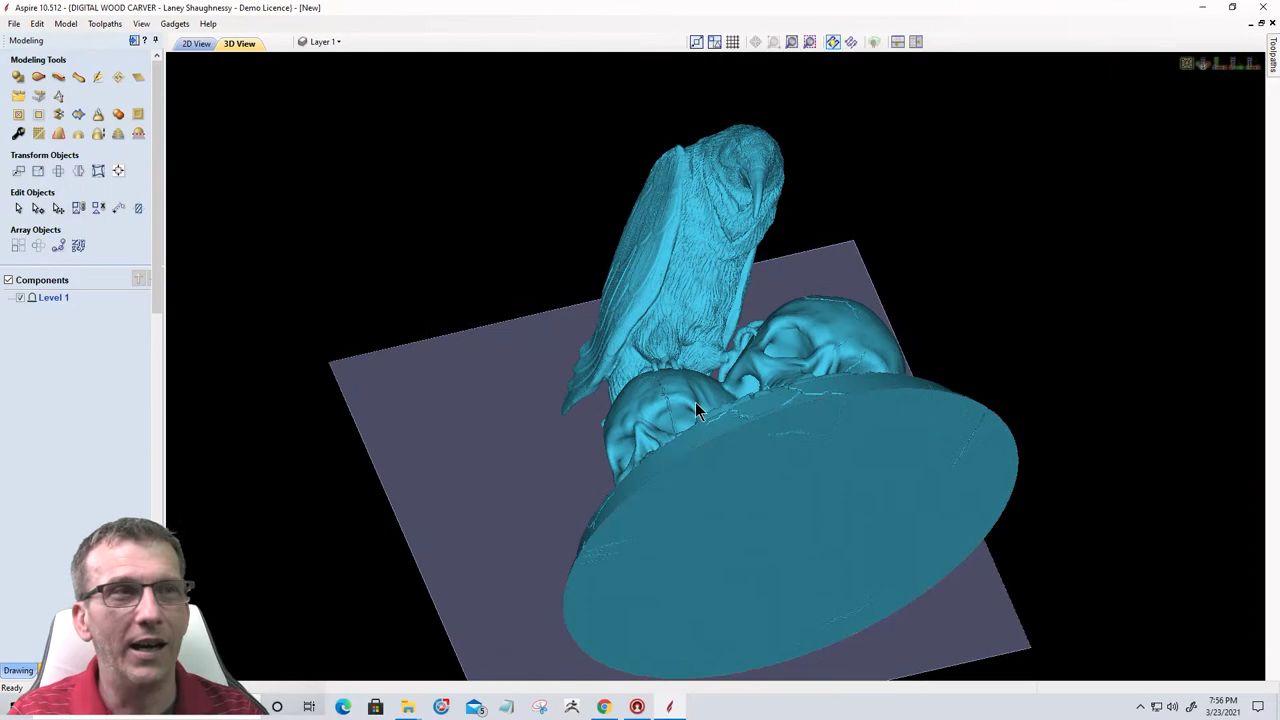 Aspire 10.512 - {DIGITAL WOOD CARVER - Laney Shaughnessy - Demo Licence} - [New]
File Edit Model Toolpaths View Gadgets Help
Modeling
2D View 3D View Layer 1
Toolpaths
Modeling Tools
Transform Objects
Edit Objects
Array Objects
Components
Level 1
Drawing
Ready
5
7:56 PM
3/23/2021